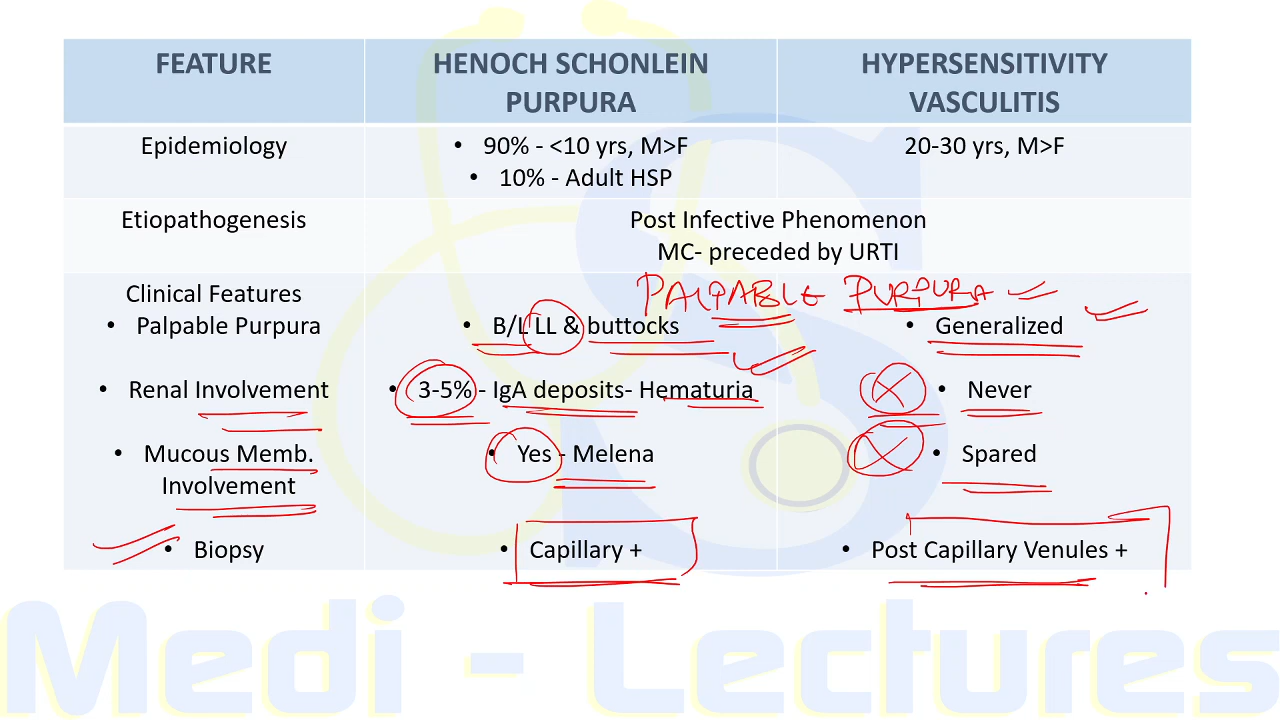 FEATURE
HENOCH SCHONLEIN
PURPURA
HYPERSENSITIVITY
VASCULITIS
Epidemiology
• 90% - <10 yrs, M>F
• 10% - Adult HSP
20-30 yrs, M>F
Etiopathogenesis
Post Infective Phenomenon
MC- preceded by URTI
Clinical Features
PALPABLE PURPURA
• Palpable Purpura
• B/L LL & buttocks
• Generalized
• Renal Involvement
• 3-5% - IgA deposits- Hematuria
• Never
• Mucous Memb.
Involvement
• Yes - Melena
• Spared
• Biopsy
• Capillary +
• Post Capillary Venules +
Medi - Lectures